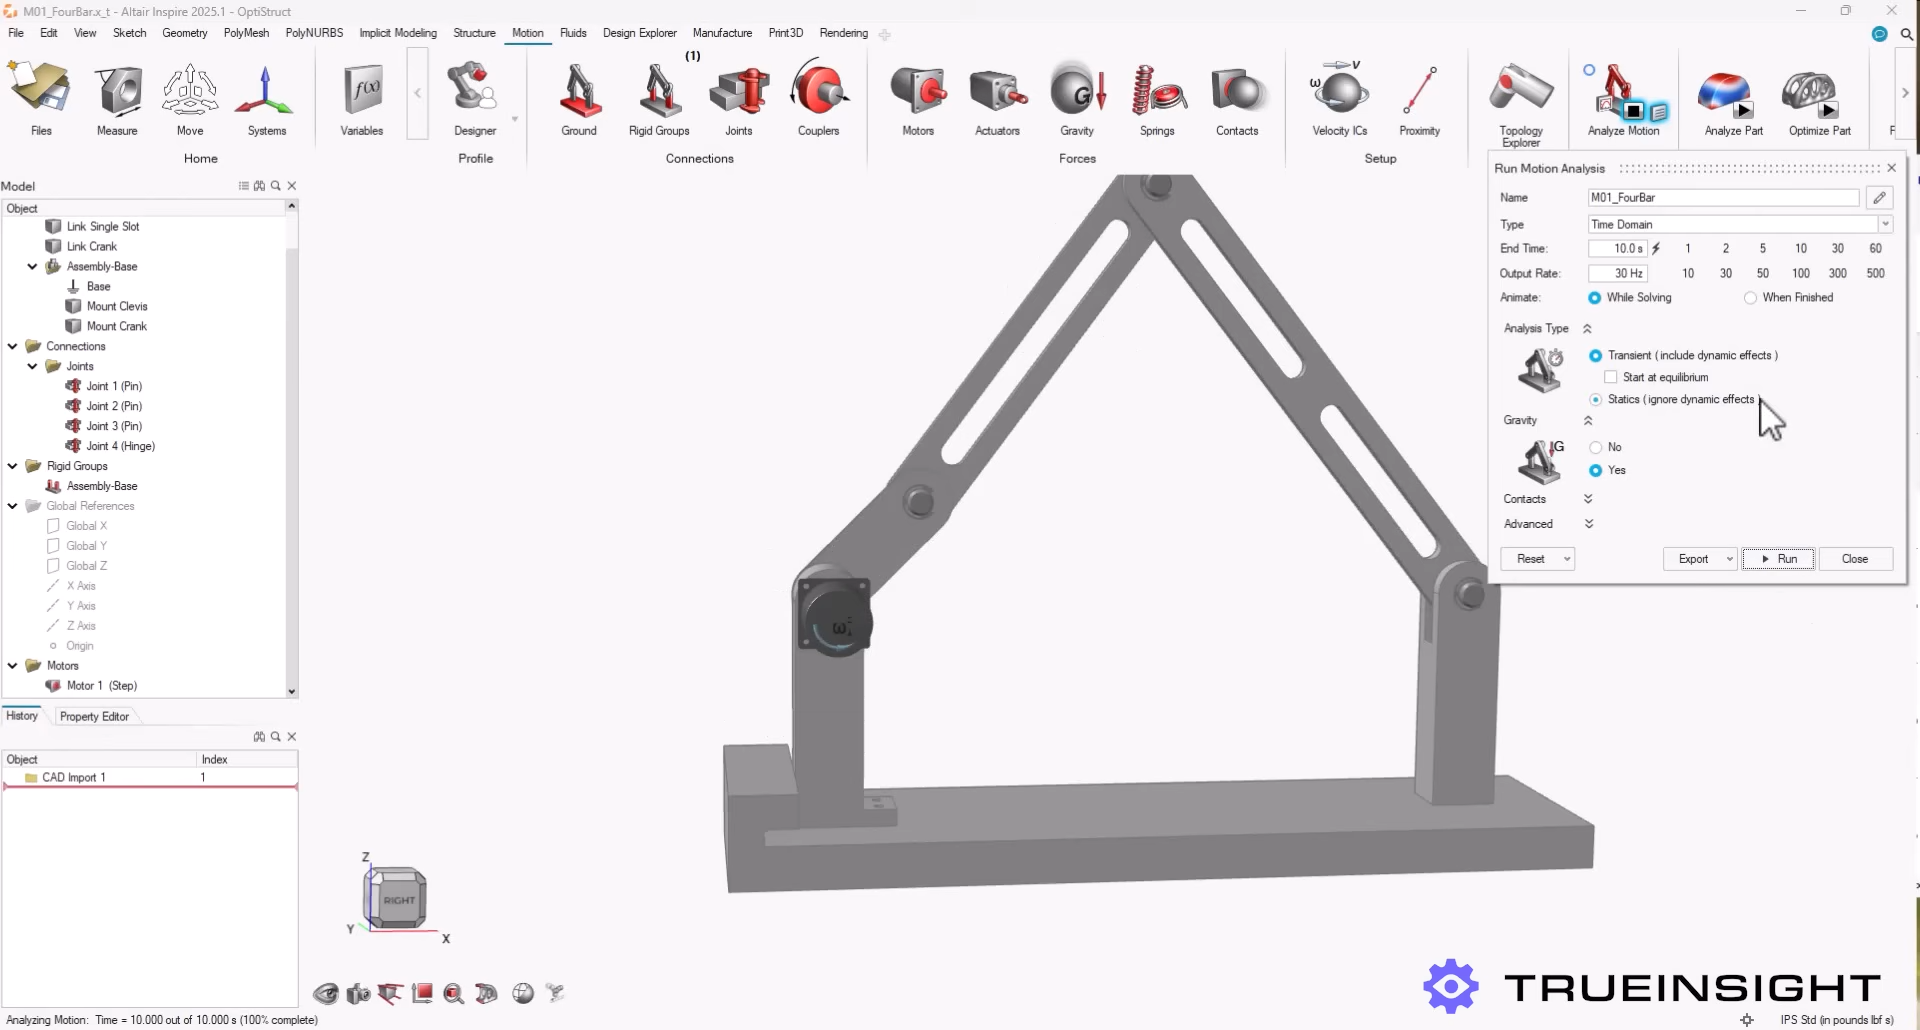 M01_FourBar.x_t - Altair Inspire 2025.1 - OptiStruct
File Edit View Sketch Geometry PolyMesh PolyNURBS Implicit Modeling Structure Motion Fluids Design Explorer Manufacture Print3D Rendering
(1)
G
ω v
f(x)
Files Measure Move Systems Variables Designer Ground Rigid Groups Joints Couplers Motors Actuators Gravity Springs Contacts Velocity ICs Proximity Topology Explorer Analyze Motion Analyze Part Optimize Part
Home Profile Connections Forces Setup
Model
Object
Link Single Slot
Link Crank
Assembly-Base
Base
Mount Clevis
Mount Crank
Connections
Joints
Joint 1 (Pin)
Joint 2 (Pin)
Joint 3 (Pin)
Joint 4 (Hinge)
Rigid Groups
Assembly-Base
Global References
Global X
Global Y
Global Z
X Axis
Y Axis
Z Axis
Origin
Motors
Motor 1 (Step)
History Property Editor
Object Index
CAD Import 1 1
Run Motion Analysis
Name M01_FourBar
Type Time Domain
End Time: 10.0 s 1 2 5 10 30 60
Output Rate: 30 Hz 10 30 50 100 300 500
Animate: While Solving When Finished
Analysis Type
Transient ( include dynamic effects )
Start at equilibrium
Statics ( ignore dynamic effects )
Gravity
G No
Yes
Contacts
Advanced
Reset Export Run Close
ω
Z
RIGHT
Y
X
TRUEINSIGHT
Analyzing Motion: Time = 10.000 out of 10.000 s (100% complete)
IPS Std (in pounds lbf s)